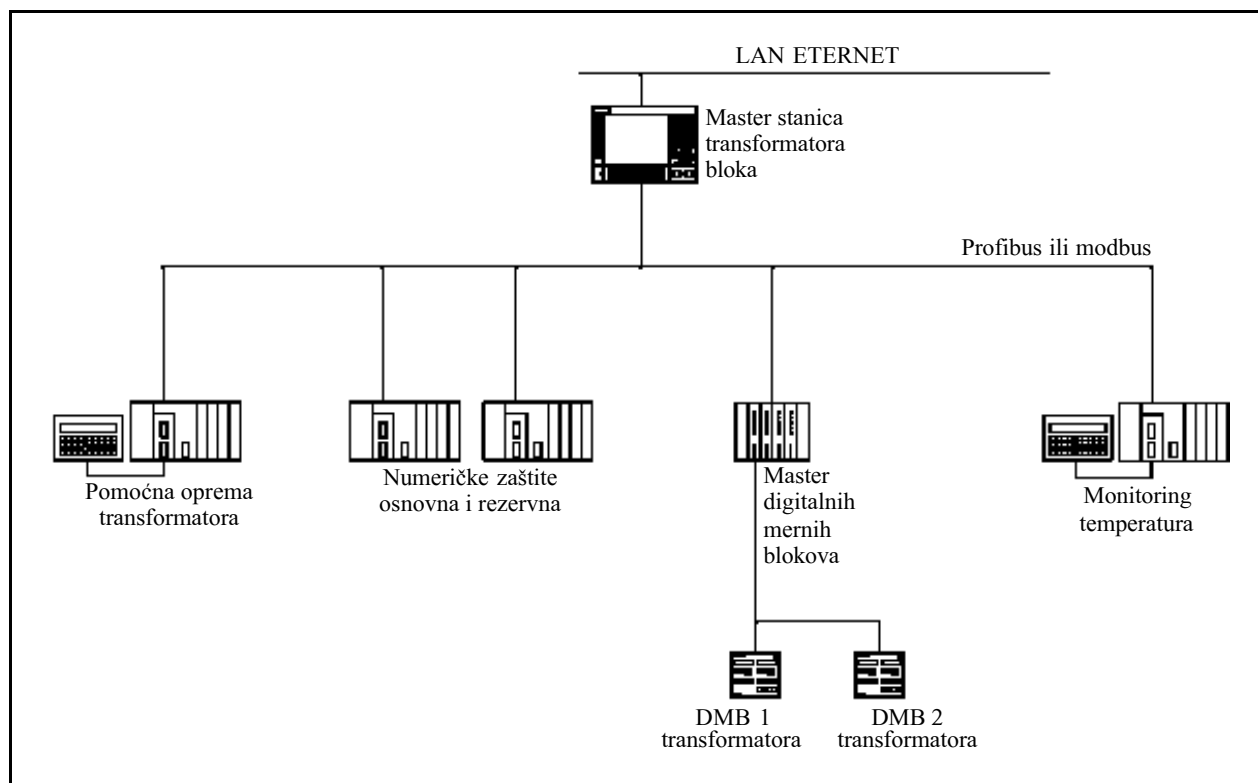 LAN ETERNET
Master stanica
transformatora
bloka
Profibus ili modbus
Pomoćna oprema
transformatora
Numeričke zaštite
osnovna i rezervna
Master
digitalnih
mernih
blokova
Monitoring
temperatura
DMB 1
transformatora
DMB 2
transformatora